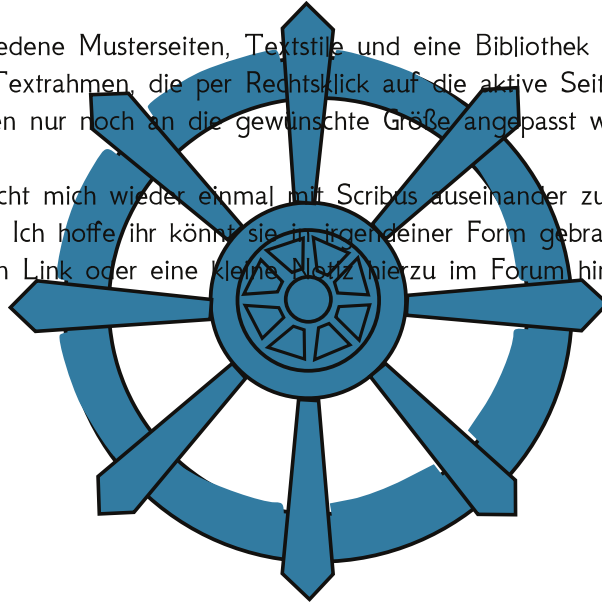 edene Musterseiten, Textstile und eine Bibliothek
Textrahmen, die per Rechtsklick auf die aktive Seit
en nur noch an die gewünschte Größe angepasst w
cht mich wieder einmal mit Scribus auseinander zu
Ich hoffe ihr könnt sie in irgendeiner Form gebra
n Link oder eine kleine Notiz hierzu im Forum hin